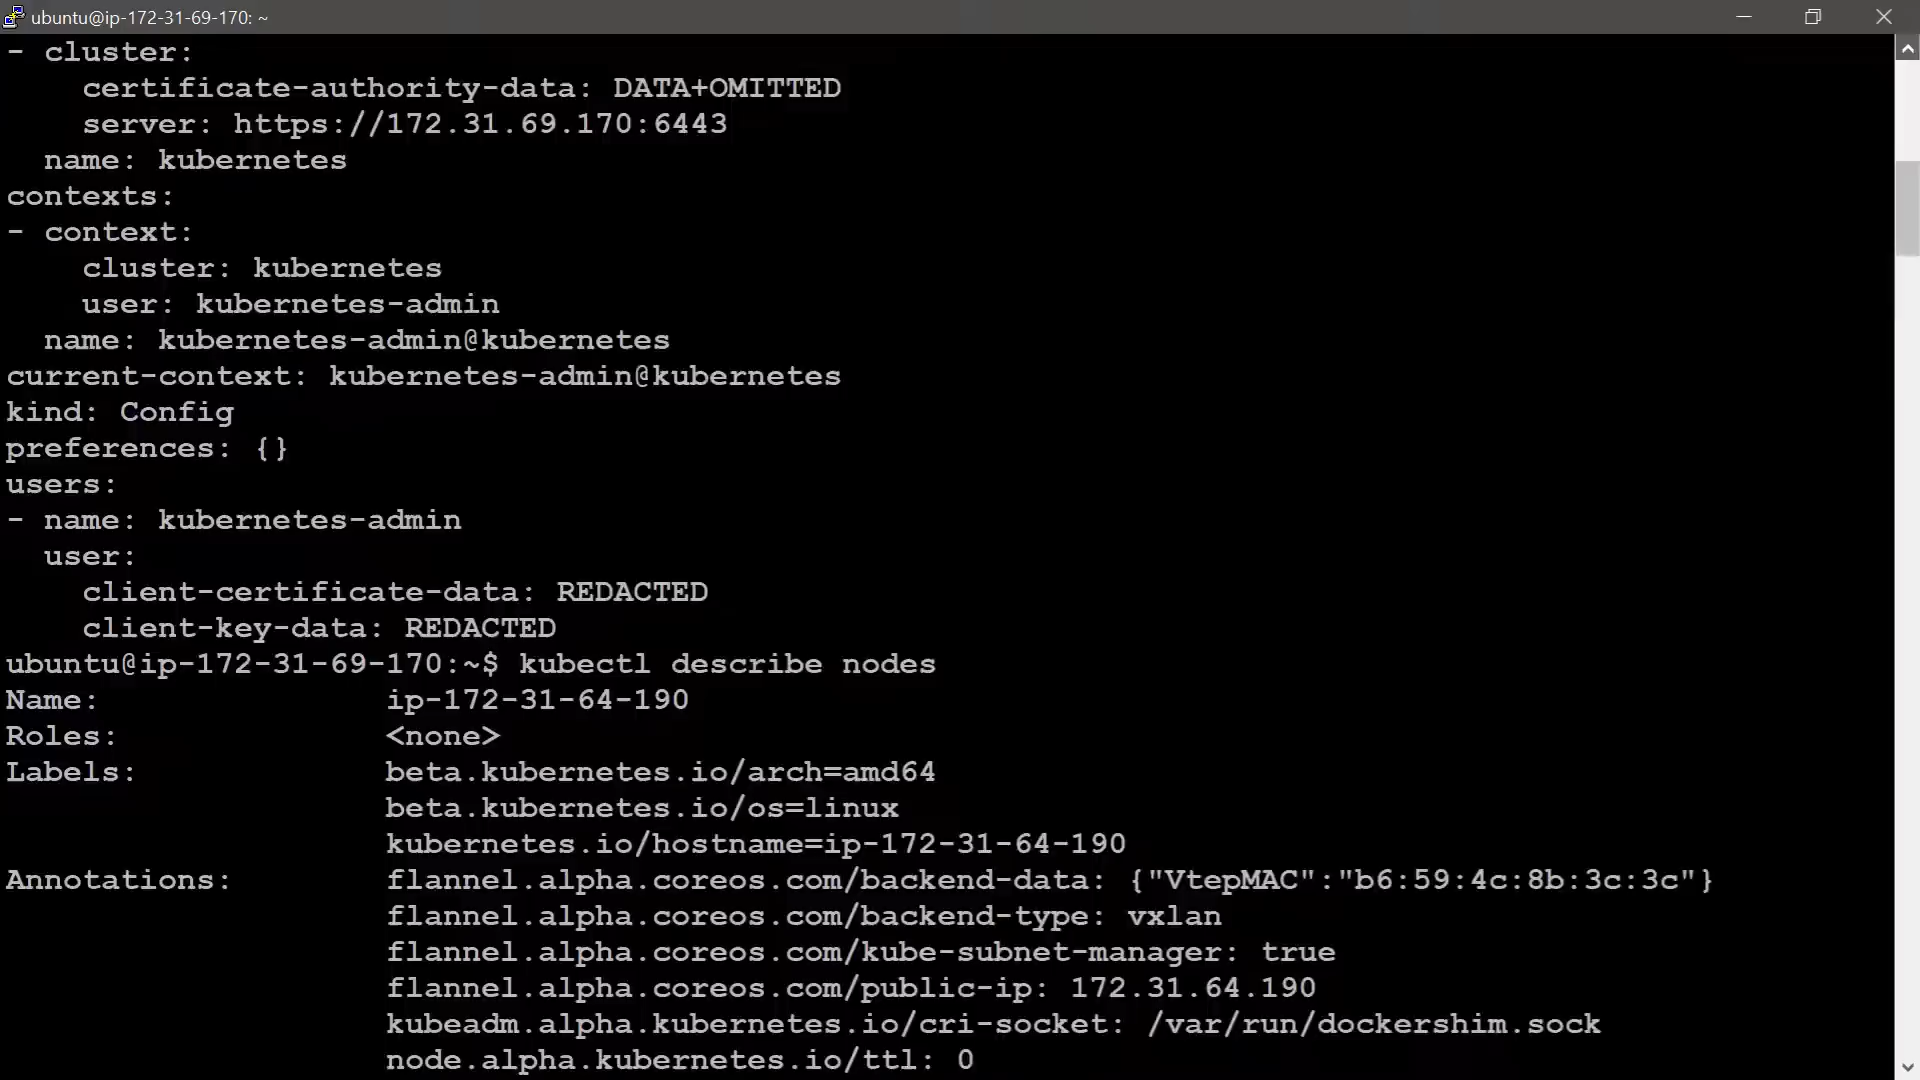 ubuntu@ip-172-31-69-170: ~
- cluster:
    certificate-authority-data: DATA+OMITTED
    server: https://172.31.69.170:6443
  name: kubernetes
contexts:
- context:
    cluster: kubernetes
    user: kubernetes-admin
  name: kubernetes-admin@kubernetes
current-context: kubernetes-admin@kubernetes
kind: Config
preferences: {}
users:
- name: kubernetes-admin
  user:
    client-certificate-data: REDACTED
    client-key-data: REDACTED
ubuntu@ip-172-31-69-170:~$ kubectl describe nodes
Name:               ip-172-31-64-190
Roles:              <none>
Labels:             beta.kubernetes.io/arch=amd64
                    beta.kubernetes.io/os=linux
                    kubernetes.io/hostname=ip-172-31-64-190
Annotations:        flannel.alpha.coreos.com/backend-data: {"VtepMAC":"b6:59:4c:8b:3c:3c"}
                    flannel.alpha.coreos.com/backend-type: vxlan
                    flannel.alpha.coreos.com/kube-subnet-manager: true
                    flannel.alpha.coreos.com/public-ip: 172.31.64.190
                    kubeadm.alpha.kubernetes.io/cri-socket: /var/run/dockershim.sock
                    node.alpha.kubernetes.io/ttl: 0